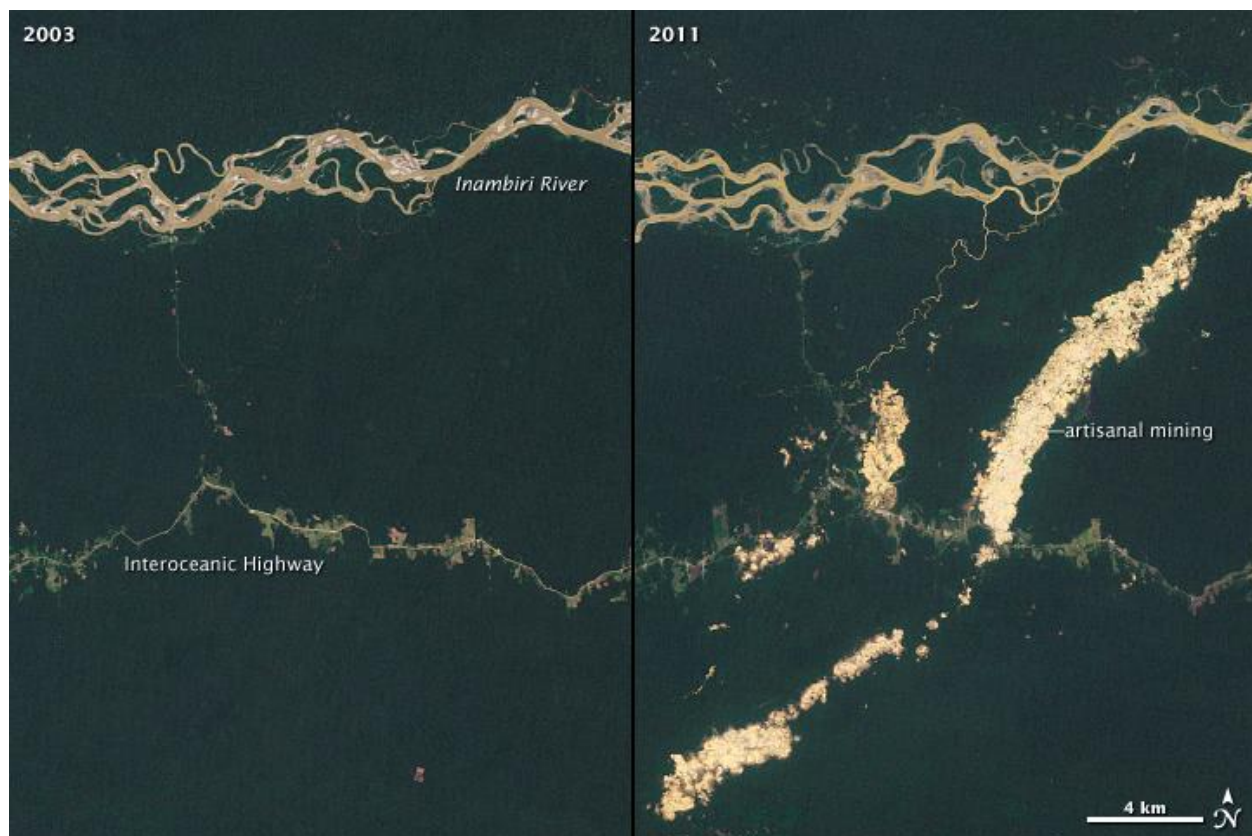 2003
2011
Inambiri River
artisanal mining
Interoceanic Highway
4 km
N